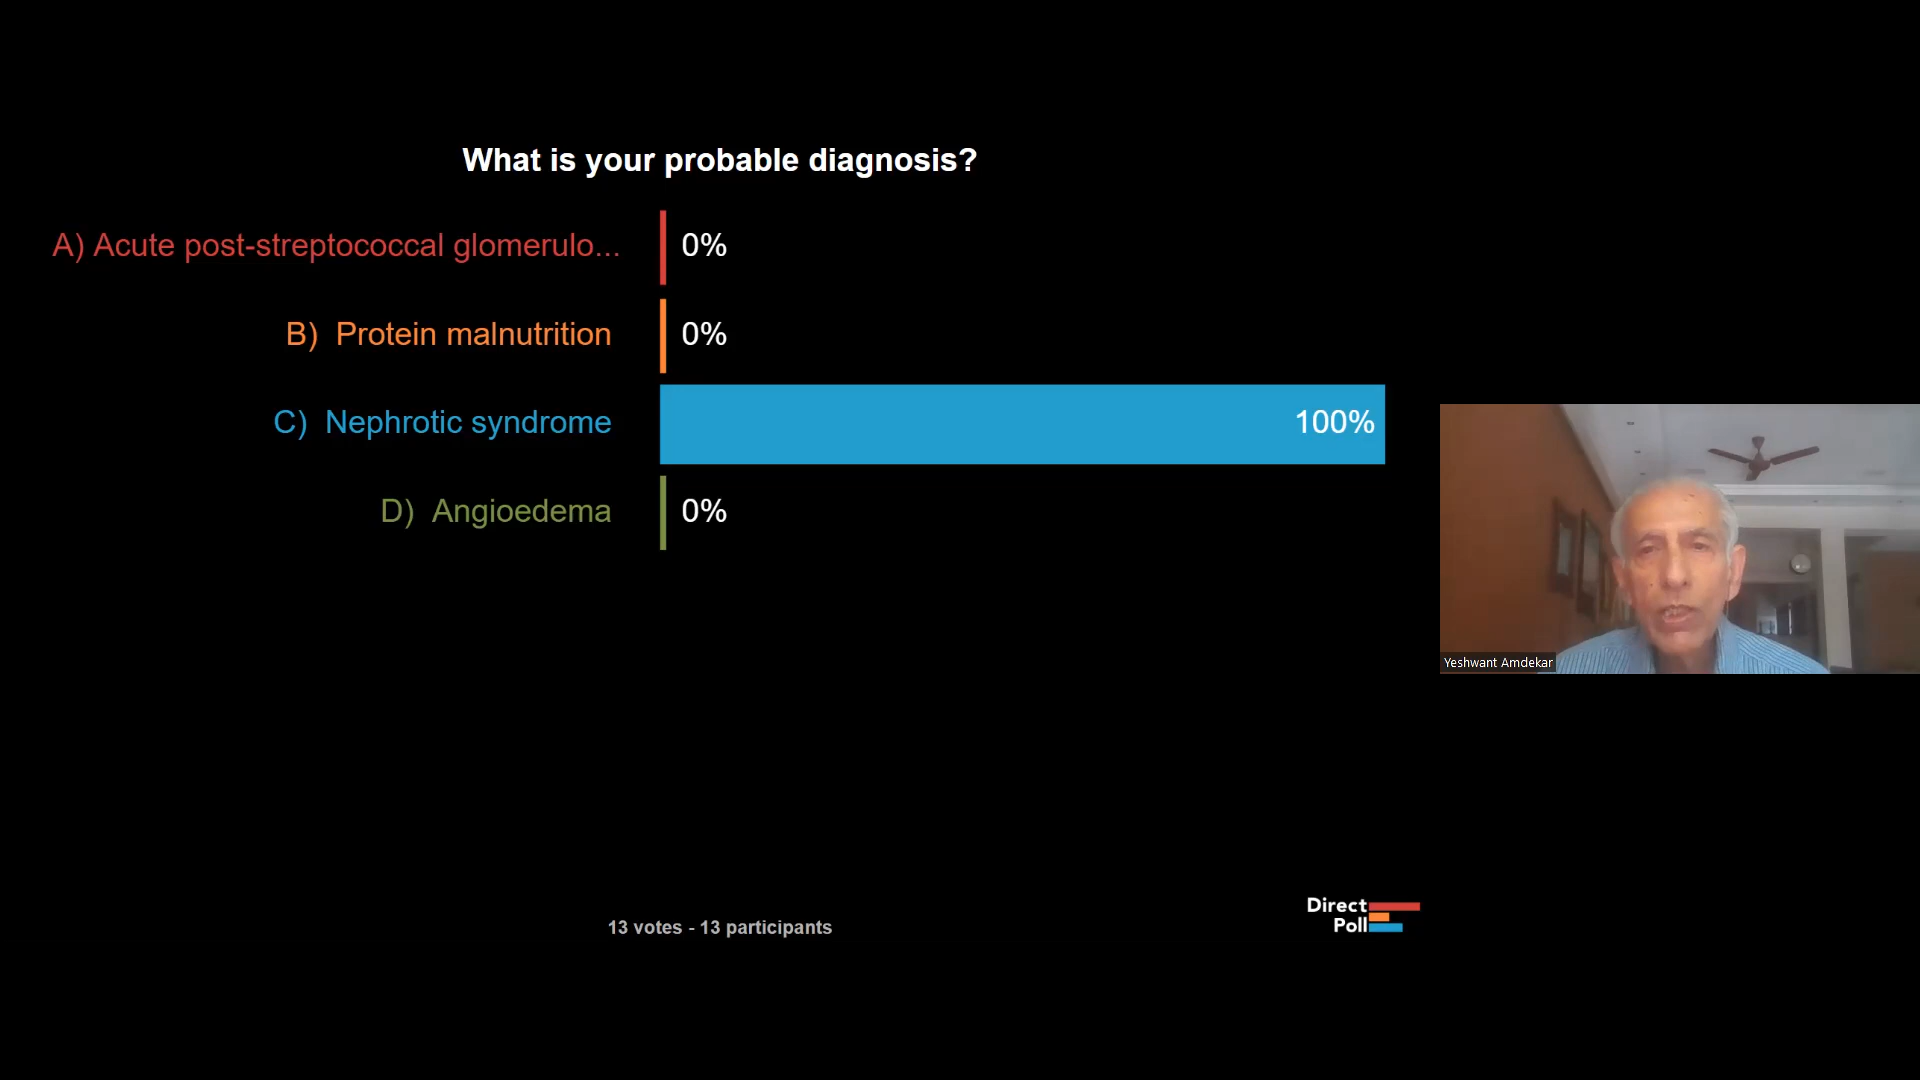 What is your probable diagnosis?
A) Acute post-streptococcal glomerulo... 0%
B) Protein malnutrition 0%
C) Nephrotic syndrome 100%
D) Angioedema 0%
Yeshwant Amdekar
13 votes - 13 participants
Direct
Poll